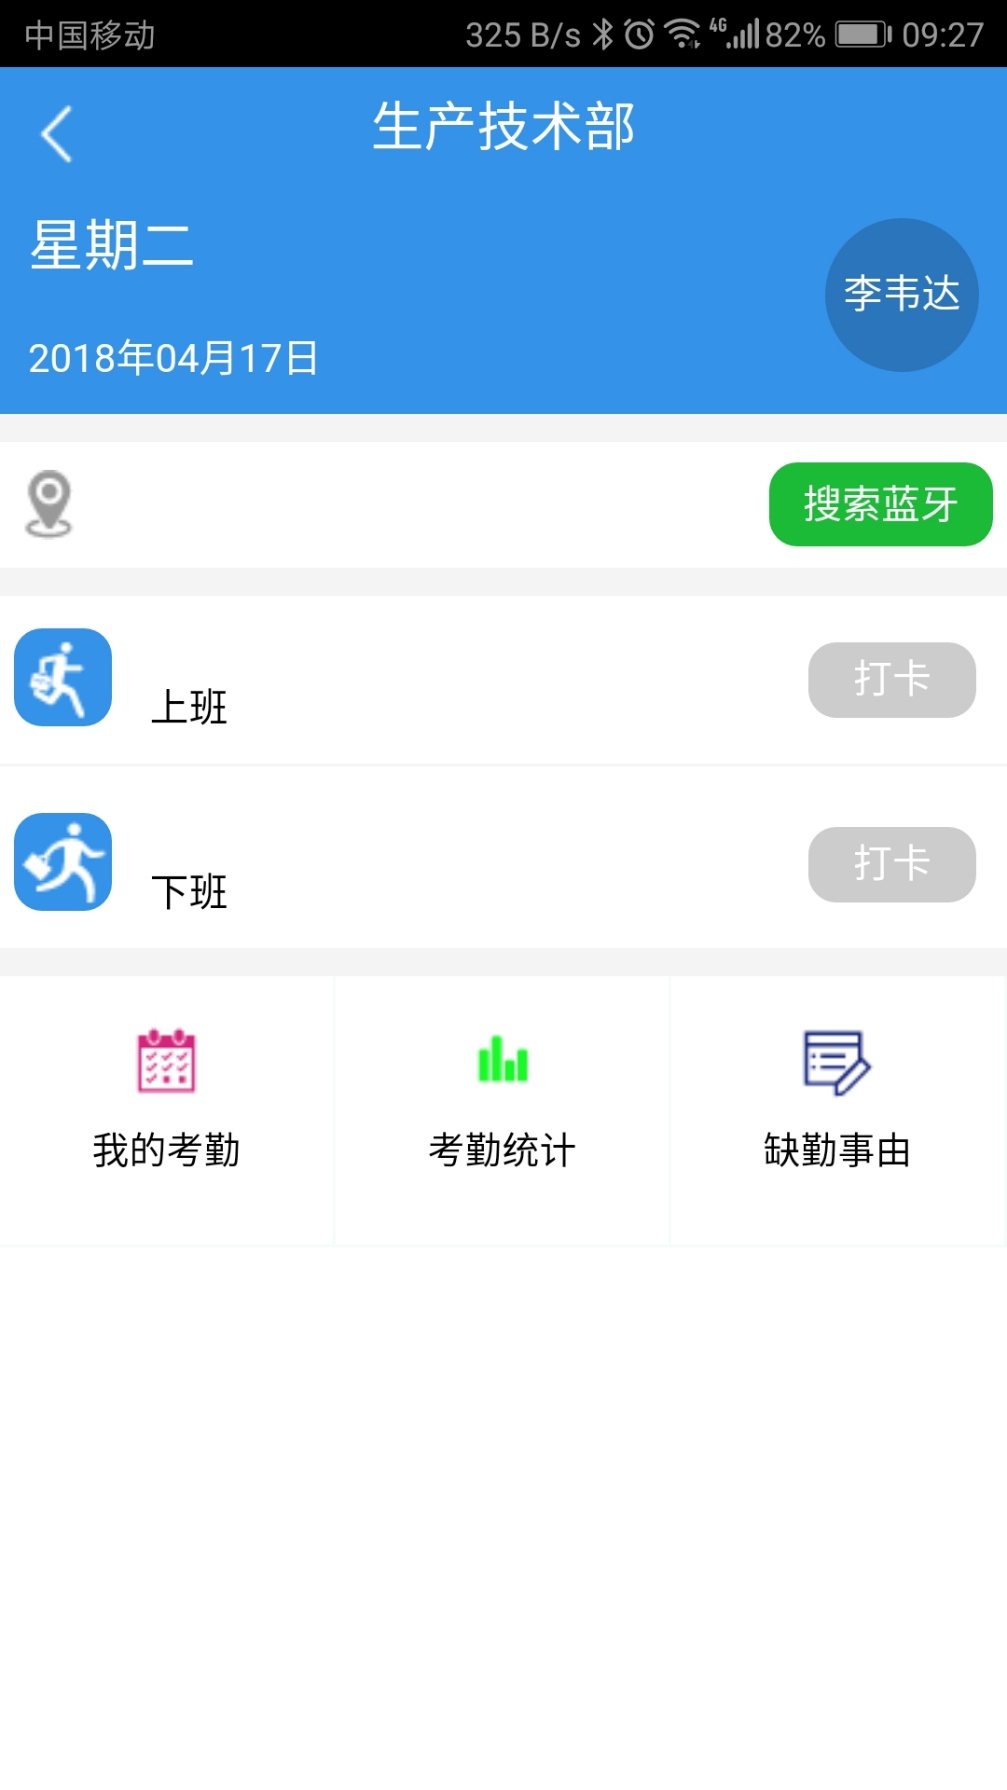 中国移动 325 B/s 4G 82% 09:27
生产技术部
星期二
李韦达
2018年04月17日
搜索蓝牙
上班 打卡
下班 打卡
我的考勤 考勤统计 缺勤事由